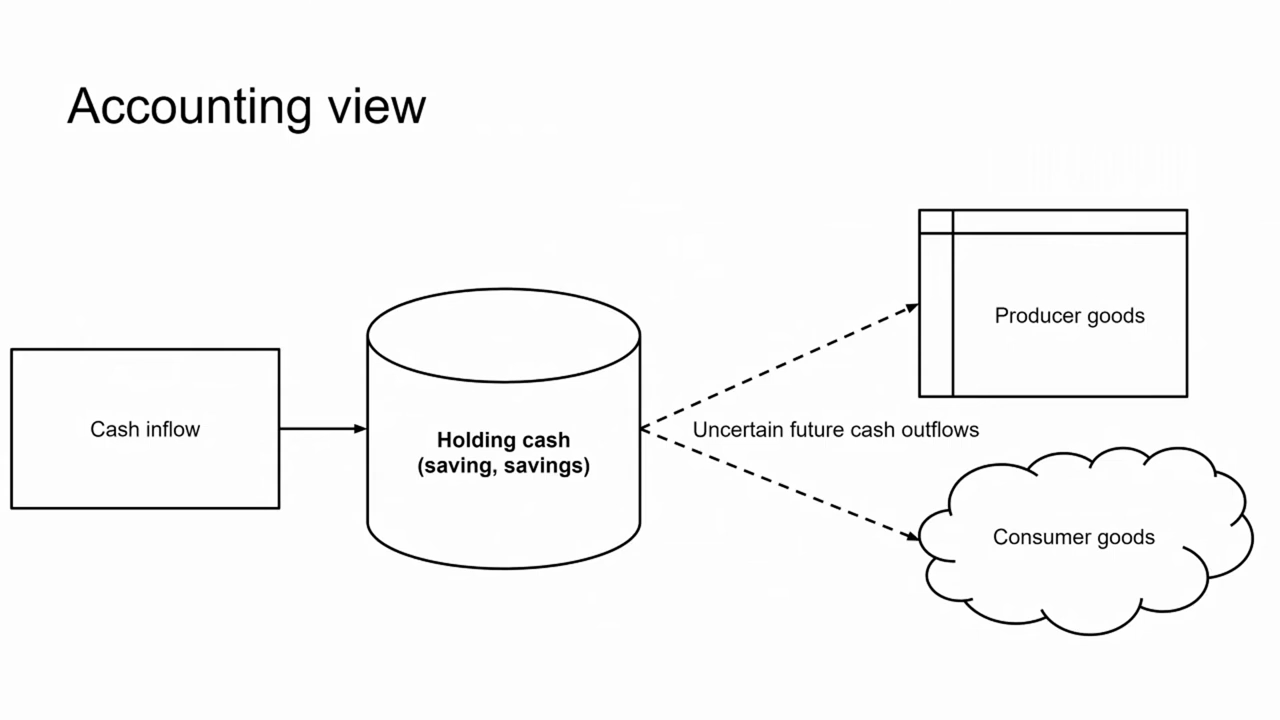 Accounting view
Cash inflow
Holding cash
(saving, savings)
Uncertain future cash outflows
Producer goods
Consumer goods